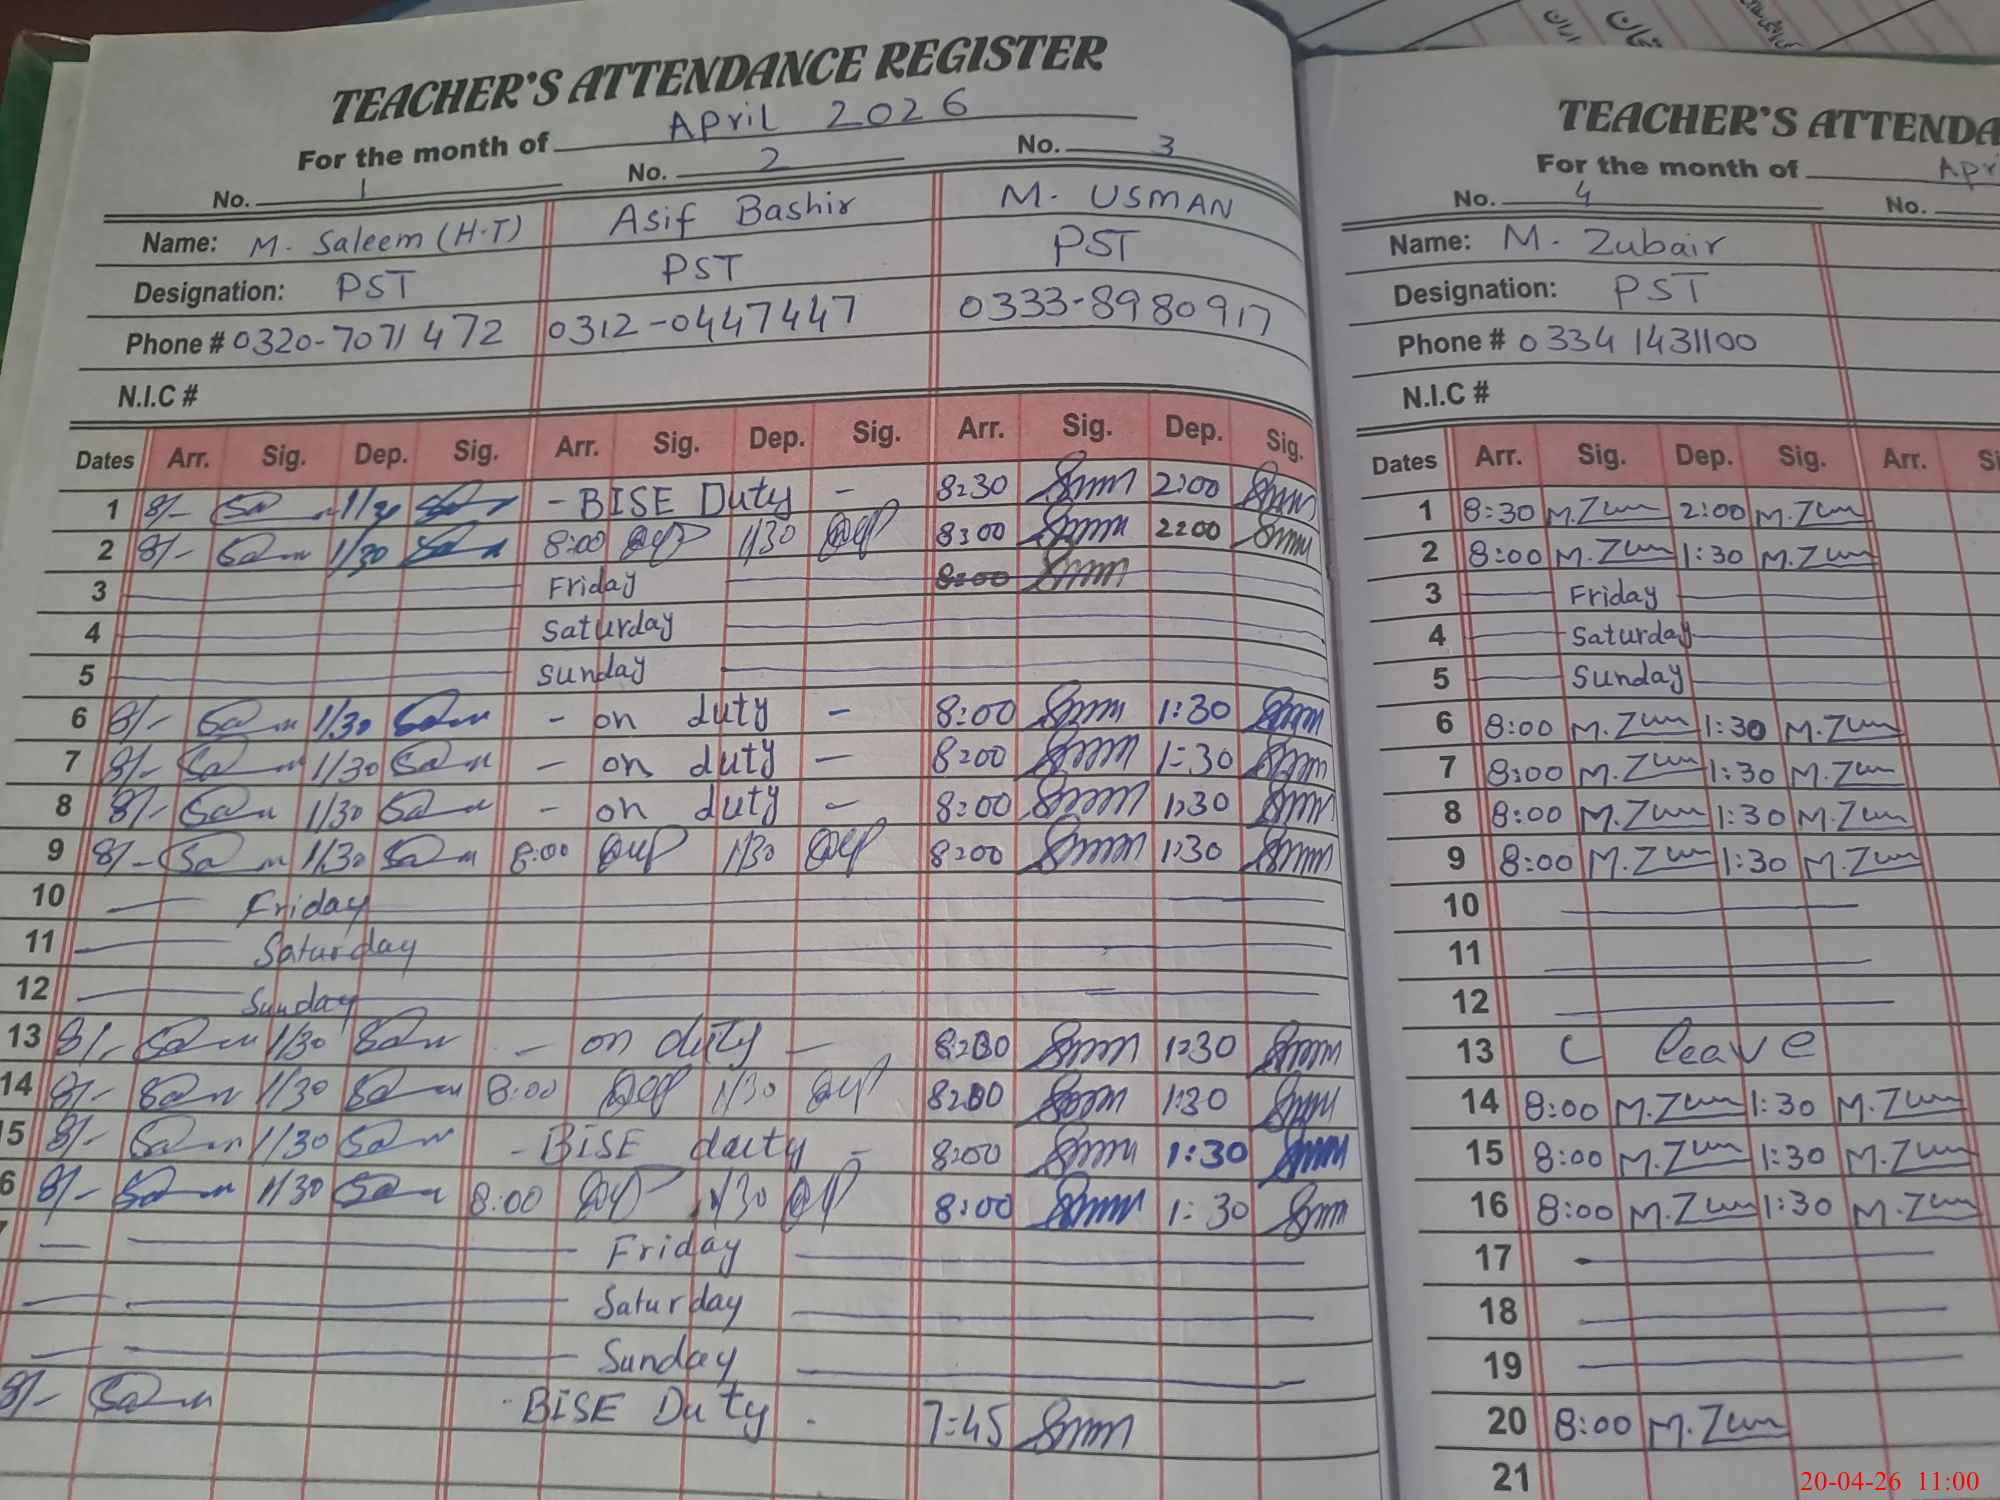 TEACHER'S ATTENDANCE REGISTER
For the month of April 2026
No. 1 No. 2 No. 3
Name: M. Saleem (H.T) Asif Bashir M. USMAN
Designation: PST PST PST
Phone # 0320-7071472 0312-0447447 0333-8980917
N.I.C #
Dates Arr. Sig. Dep. Sig. Arr. Sig. Dep. Sig. Arr. Sig. Dep. Sig.
1 8/- 1/30 - BISE Duty - 8:30 2:00
2 8/- 1/30 8:00 1/30 8:00 2:00
3 Friday 8:00
4 Saturday
5 Sunday
6 8/- 1/30 - on duty - 8:00 1:30
7 8/- 1/30 - on duty - 8:00 1:30
8 8/- 1/30 - on duty - 8:00 1:30
9 8/- 1/30 8:00 1/30 8:00 1:30
10 Friday
11 Saturday
12 Sunday
13 8/- 1/30 - on duty - 8:00 1:30
14 8/- 1/30 8:00 1/30 8:00 1:30
15 8/- 1/30 - BISE duty - 8:00 1:30
6 8/- 1/30 8:00 1/30 8:00 1:30
Friday
Saturday
Sunday
8/- BISE Duty 7:45
TEACHER'S ATTENDA
For the month of Apr
No. 4 No.
Name: M. Zubair
Designation: PST
Phone # 0334 1431100
N.I.C #
Dates Arr. Sig. Dep. Sig. Arr. Si
1 8:30 M.Z 2:00 M.Z
2 8:00 M.Z 1:30 M.Z
3 Friday
4 Saturday
5 Sunday
6 8:00 M.Z 1:30 M.Z
7 8:00 M.Z 1:30 M.Z
8 8:00 M.Z 1:30 M.Z
9 8:00 M.Z 1:30 M.Z
10
11
12
13 C leave
14 8:00 M.Z 1:30 M.Z
15 8:00 M.Z 1:30 M.Z
16 8:00 M.Z 1:30 M.Z
17
18
19
20 8:00 M.Z
21
20-04-26 11:00